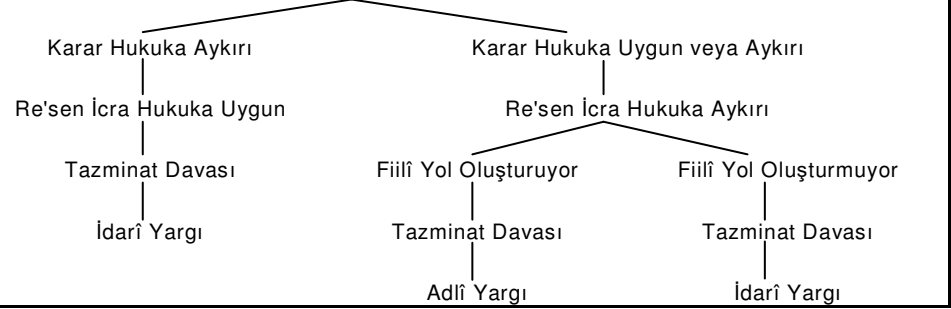 Karar Hukuka Aykırı
Karar Hukuka Uygun veya Aykırı
Re'sen İcra Hukuka Uygun
Re'sen İcra Hukuka Aykırı
Tazminat Davası
Fiilî Yol Oluşturuyor
Fiilî Yol Oluşturmuyor
İdarî Yargı
Tazminat Davası
Tazminat Davası
Adlî Yargı
İdarî Yargı